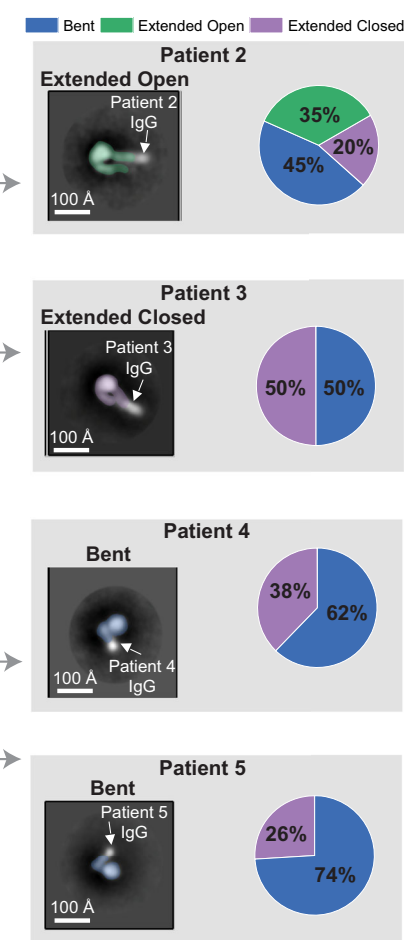 Bent Extended Open Extended Closed
Patient 2
Extended Open
Patient 2
IgG
100 Å
35%
20%
45%
Patient 3
Extended Closed
Patient 3
IgG
100 Å
50% 50%
Patient 4
Bent
Patient 4
IgG
100 Å
38%
62%
Patient 5
Bent
Patient 5
IgG
100 Å
26%
74%